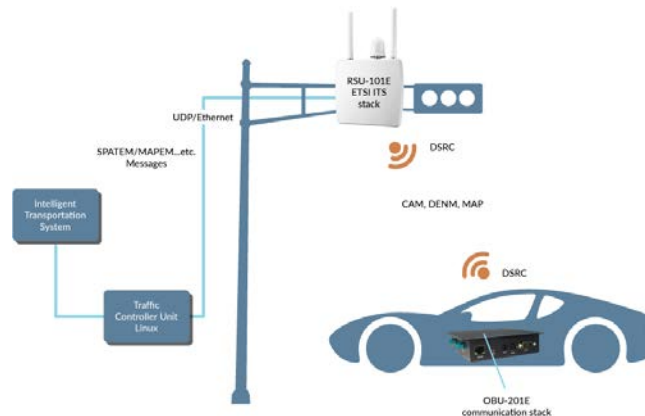 RSU-101E
ETSI ITS
stack
UDP/Ethernet
DSRC
SPATEM/MAPEM...etc.
Messages
Intelligent
Transportation
System
CAM, DENM, MAP
DSRC
Traffic
Controller Unit
Linux
OBU-201E
communication stack